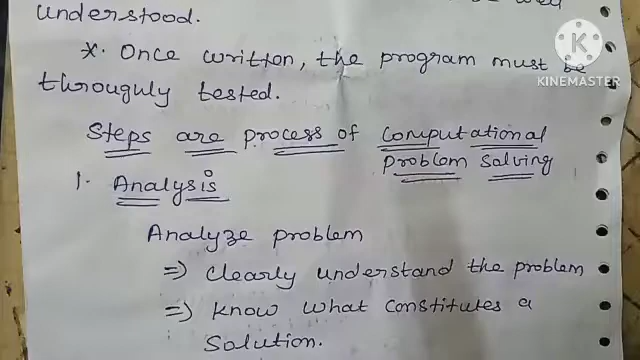 understood.
*. Once written, the program must be
througuly tested.
Steps are process of computational
problem solving
1. Analysis
Analyze problem
=> clearly understand the problem
=> know what constitutes a
solution.
KINEMASTER